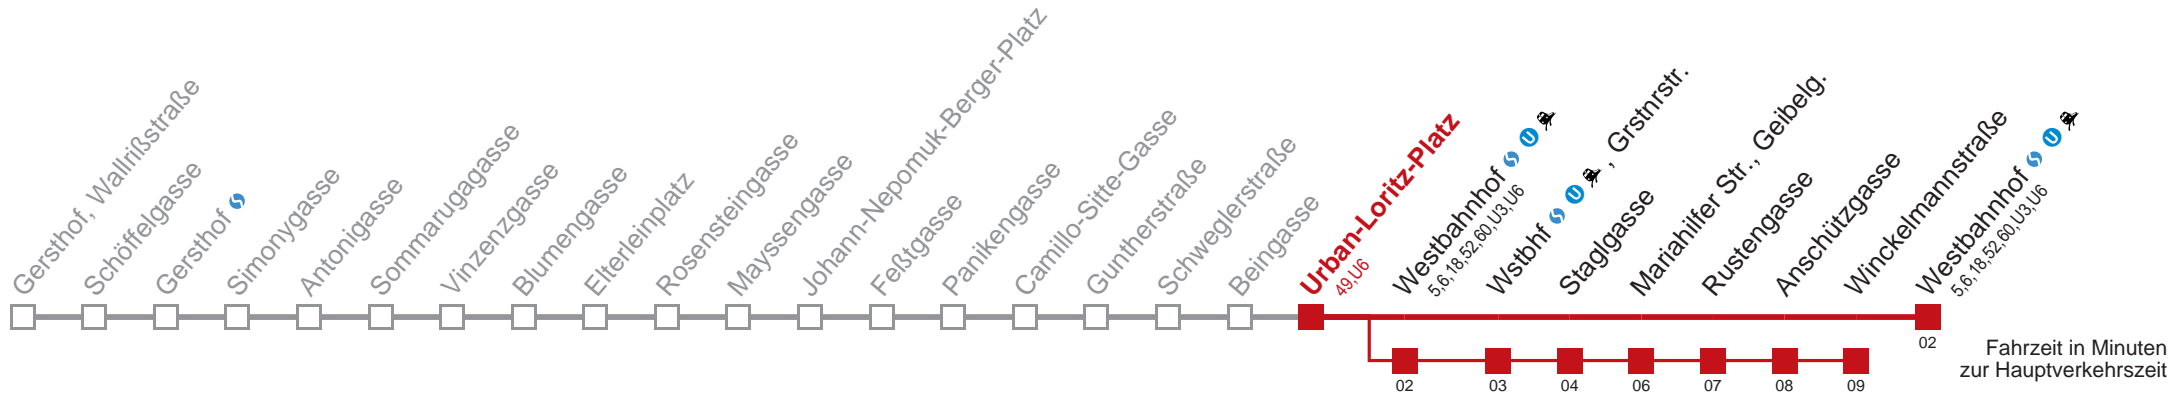 Gersthof, Wallrißstraße
Schöffelgasse
Gersthof
Simonygasse
Antonigasse
Sommarugagasse
Vinzenzgasse
Blumengasse
Elterleinplatz
Rosensteingasse
Mayssengasse
Johann-Nepomuk-Berger-Platz
Feßtgasse
Panikengasse
Camillo-Sitte-Gasse
Guntherstraße
Schweglerstraße
Beingasse
Urban-Loritz-Platz
49,U6
Westbahnhof U
5,6,18,52,60,U3,U6
Wstbhf U , Grstnrstr.
Staglgasse
Mariahilfer Str., Geibelg.
Rustengasse
Anschützgasse
Winckelmannstraße
Westbahnhof U
5,6,18,52,60,U3,U6
02
02
03
04
06
07
08
09
Fahrzeit in Minuten
zur Hauptverkehrszeit